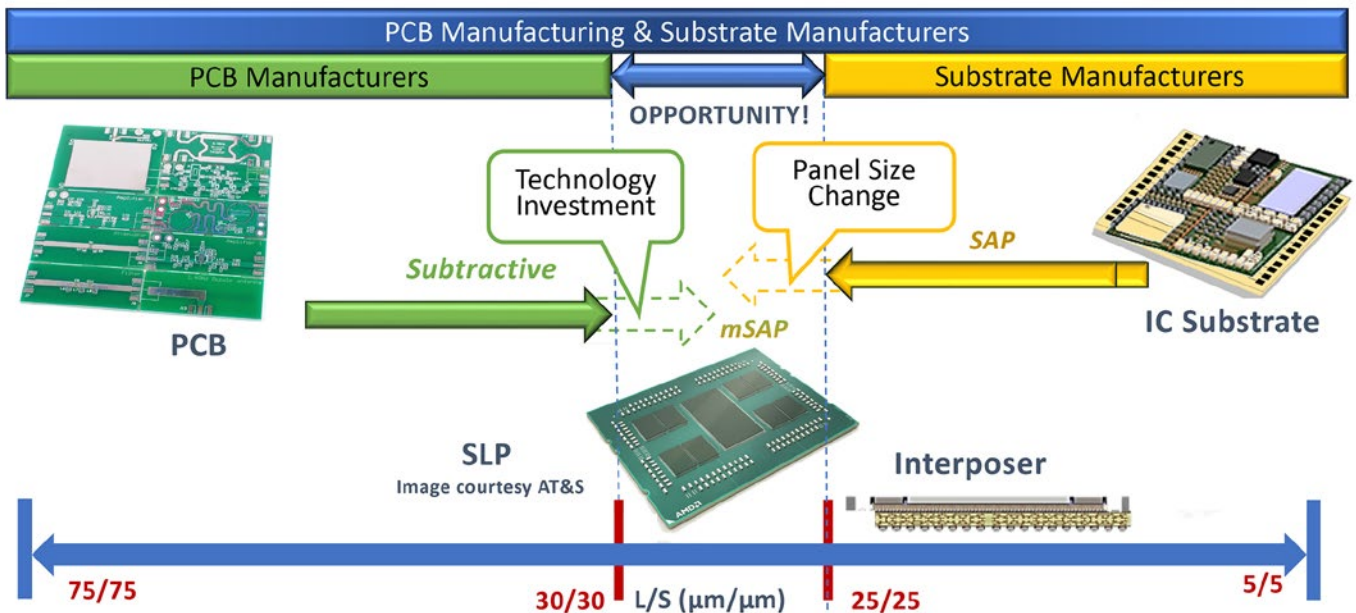 PCB Manufacturing & Substrate Manufacturers
PCB Manufacturers
Substrate Manufacturers
OPPORTUNITY!
Technology
Investment
Panel Size
Change
Subtractive
SAP
mSAP
PCB
IC Substrate
SLP
Image courtesy AT&S
Interposer
AMD
75/75
30/30
L/S (µm/µm)
25/25
5/5